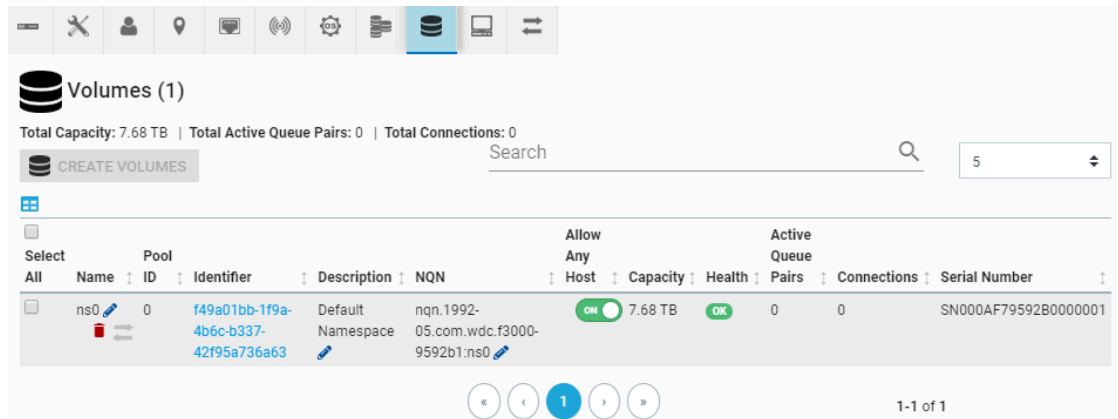 OS
Volumes (1)
Total Capacity: 7.68 TB | Total Active Queue Pairs: 0 | Total Connections: 0
CREATE VOLUMES
Search
5
Select All
Name
Pool ID
Identifier
Description
NQN
Allow Any Host
Capacity
Health
Active Queue Pairs
Connections
Serial Number
ns0
0
f49a01bb-1f9a-
4b6c-b337-
42f95a736a63
Default
Namespace
nqn.1992-
05.com.wdc.f3000-
9592b1:ns0
ON
7.68 TB
OK
0
0
SN000AF79592B0000001
« ‹ 1 › »
1-1 of 1